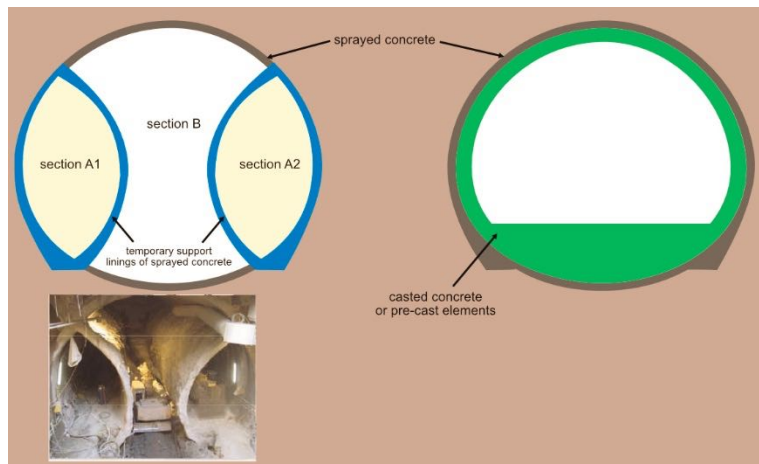 sprayed concrete
section B
section A1
section A2
temporary support
linings of sprayed concrete
casted concrete
or pre-cast elements